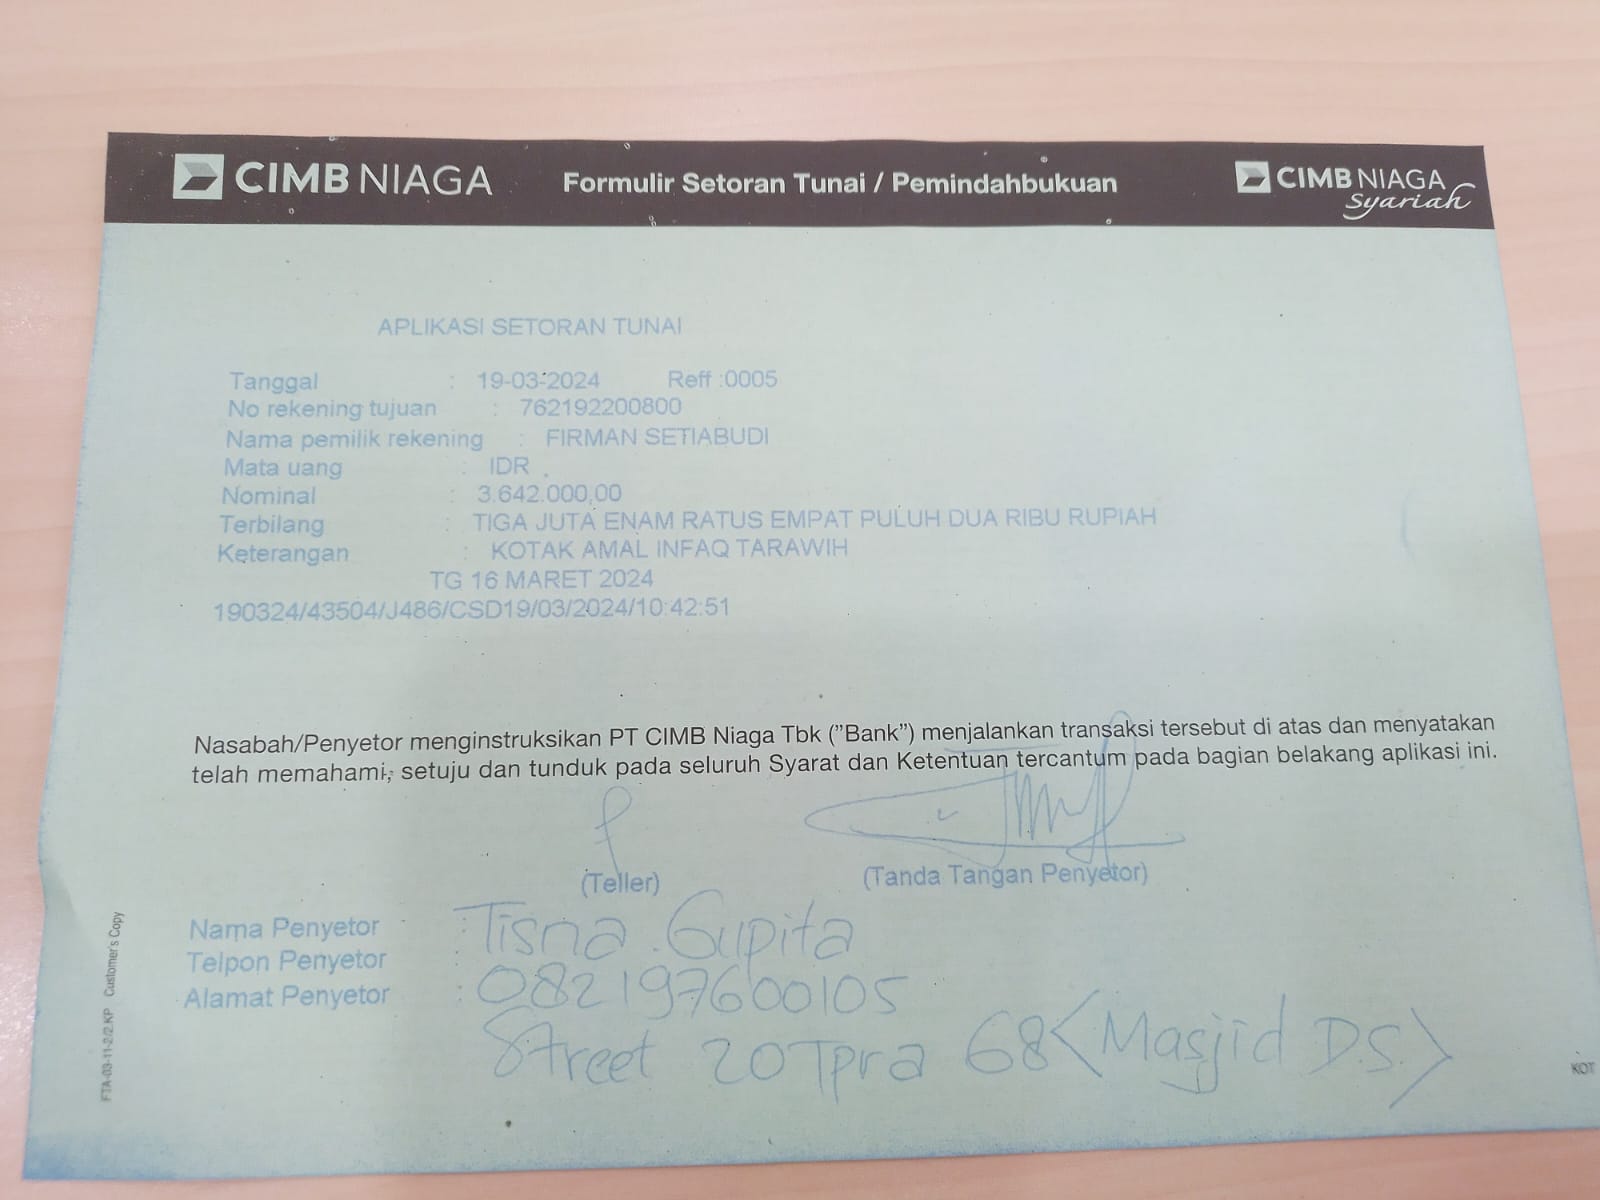 CIMB NIAGA Formulir Setoran Tunai / Pemindahbukuan CIMB NIAGA
Syariah
APLIKASI SETORAN TUNAI
Tanggal : 19-03-2024 Reff :0005
No rekening tujuan : 762192200800
Nama pemilik rekening : FIRMAN SETIABUDI
Mata uang : IDR
Nominal : 3.642.000,00
Terbilang : TIGA JUTA ENAM RATUS EMPAT PULUH DUA RIBU RUPIAH
Keterangan : KOTAK AMAL INFAQ TARAWIH
TG 16 MARET 2024
190324/43504/J486/CSD19/03/2024/10:42:51
Nasabah/Penyetor menginstruksikan PT CIMB Niaga Tbk ("Bank") menjalankan transaksi tersebut di atas dan menyatakan
telah memahami, setuju dan tunduk pada seluruh Syarat dan Ketentuan tercantum pada bagian belakang aplikasi ini.
(Teller) (Tanda Tangan Penyetor)
Nama Penyetor : Tisna Gupita
Telpon Penyetor : 082197600105
Alamat Penyetor : Street 20 Tpra 68 <Masjid D.S.>
FTA-03-11-2/2.KP Customer's Copy
KOT